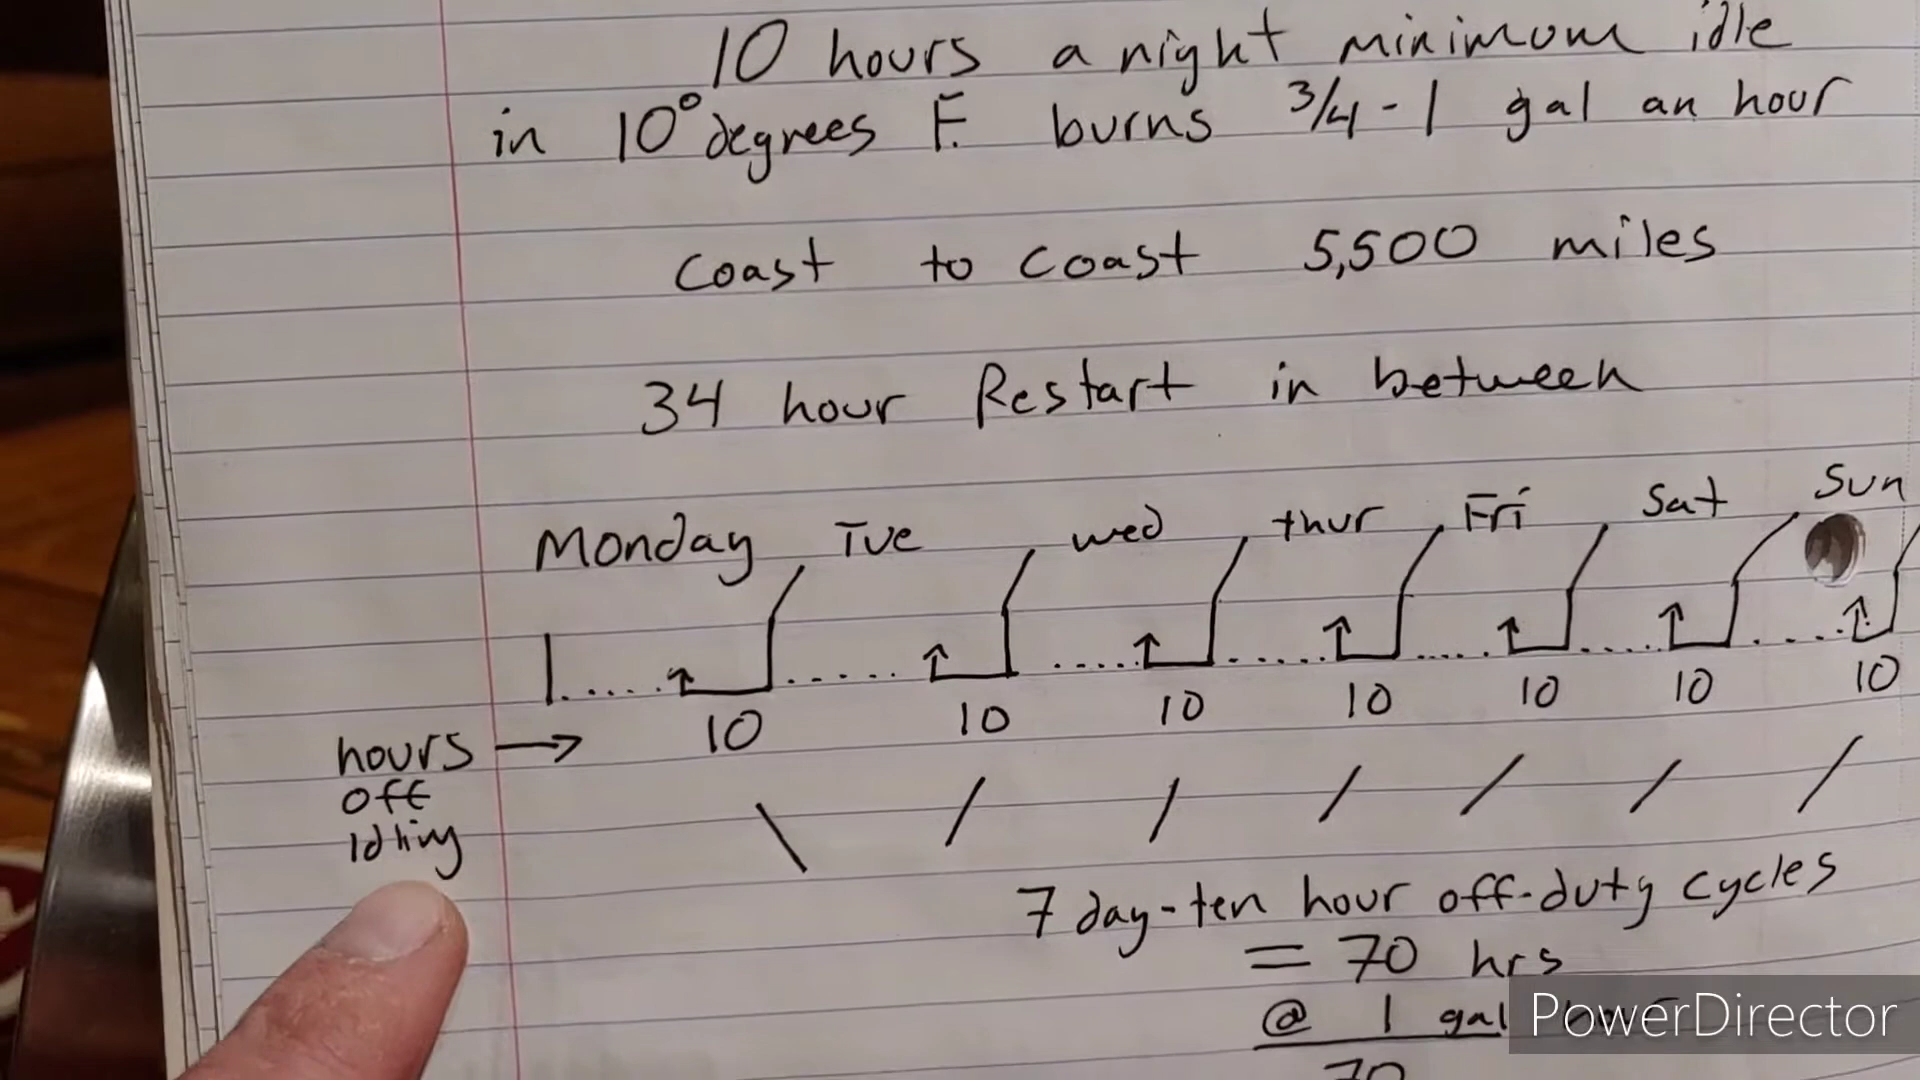 10 hours a night minimum idle
in 10° degrees F. burns 3/4 - 1 gal an hour
Coast to Coast 5,500 miles
34 hour Restart in between
Monday Tue wed thur Fri Sat Sun
10 10 10 10 10 10 10
hours →
off
Idling
7 day-ten hour off-duty cycles
= 70 hrs
@ 1 gal
70
PowerDirector